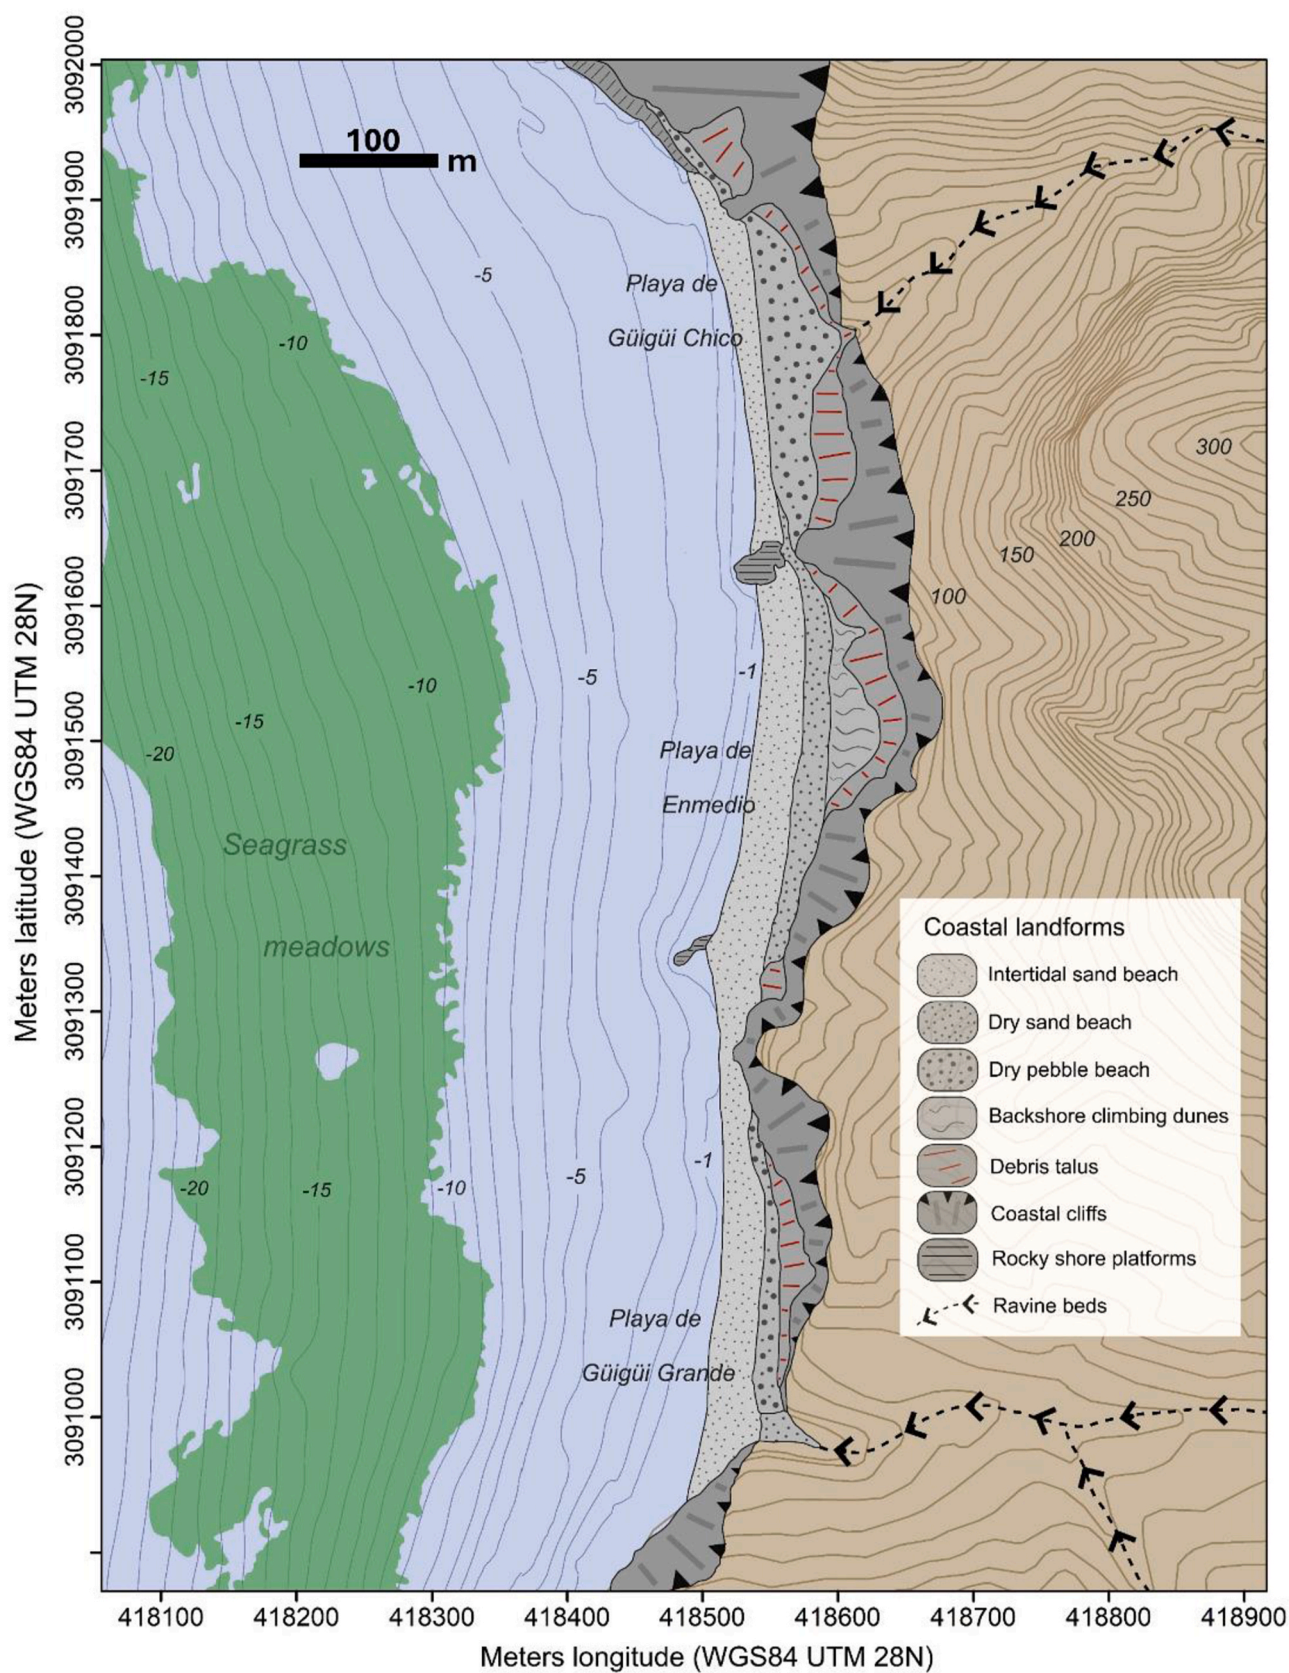 3092000
3091900
3091800
3091700
3091600
3091500
3091400
3091300
3091200
3091100
3091000
Meters latitude (WGS84 UTM 28N)
100
m
-5
Playa de
Güigüi Chico
-10
-15
300
250
200
150
100
-5
-1
-10
-15
-20
Playa de
Enmedio
Seagrass
meadows
-20
-15
-10
-5
-1
Playa de
Güigüi Grande
Coastal landforms
Intertidal sand beach
Dry sand beach
Dry pebble beach
Backshore climbing dunes
Debris talus
Coastal cliffs
Rocky shore platforms
Ravine beds
418100
418200
418300
418400
418500
418600
418700
418800
418900
Meters longitude (WGS84 UTM 28N)